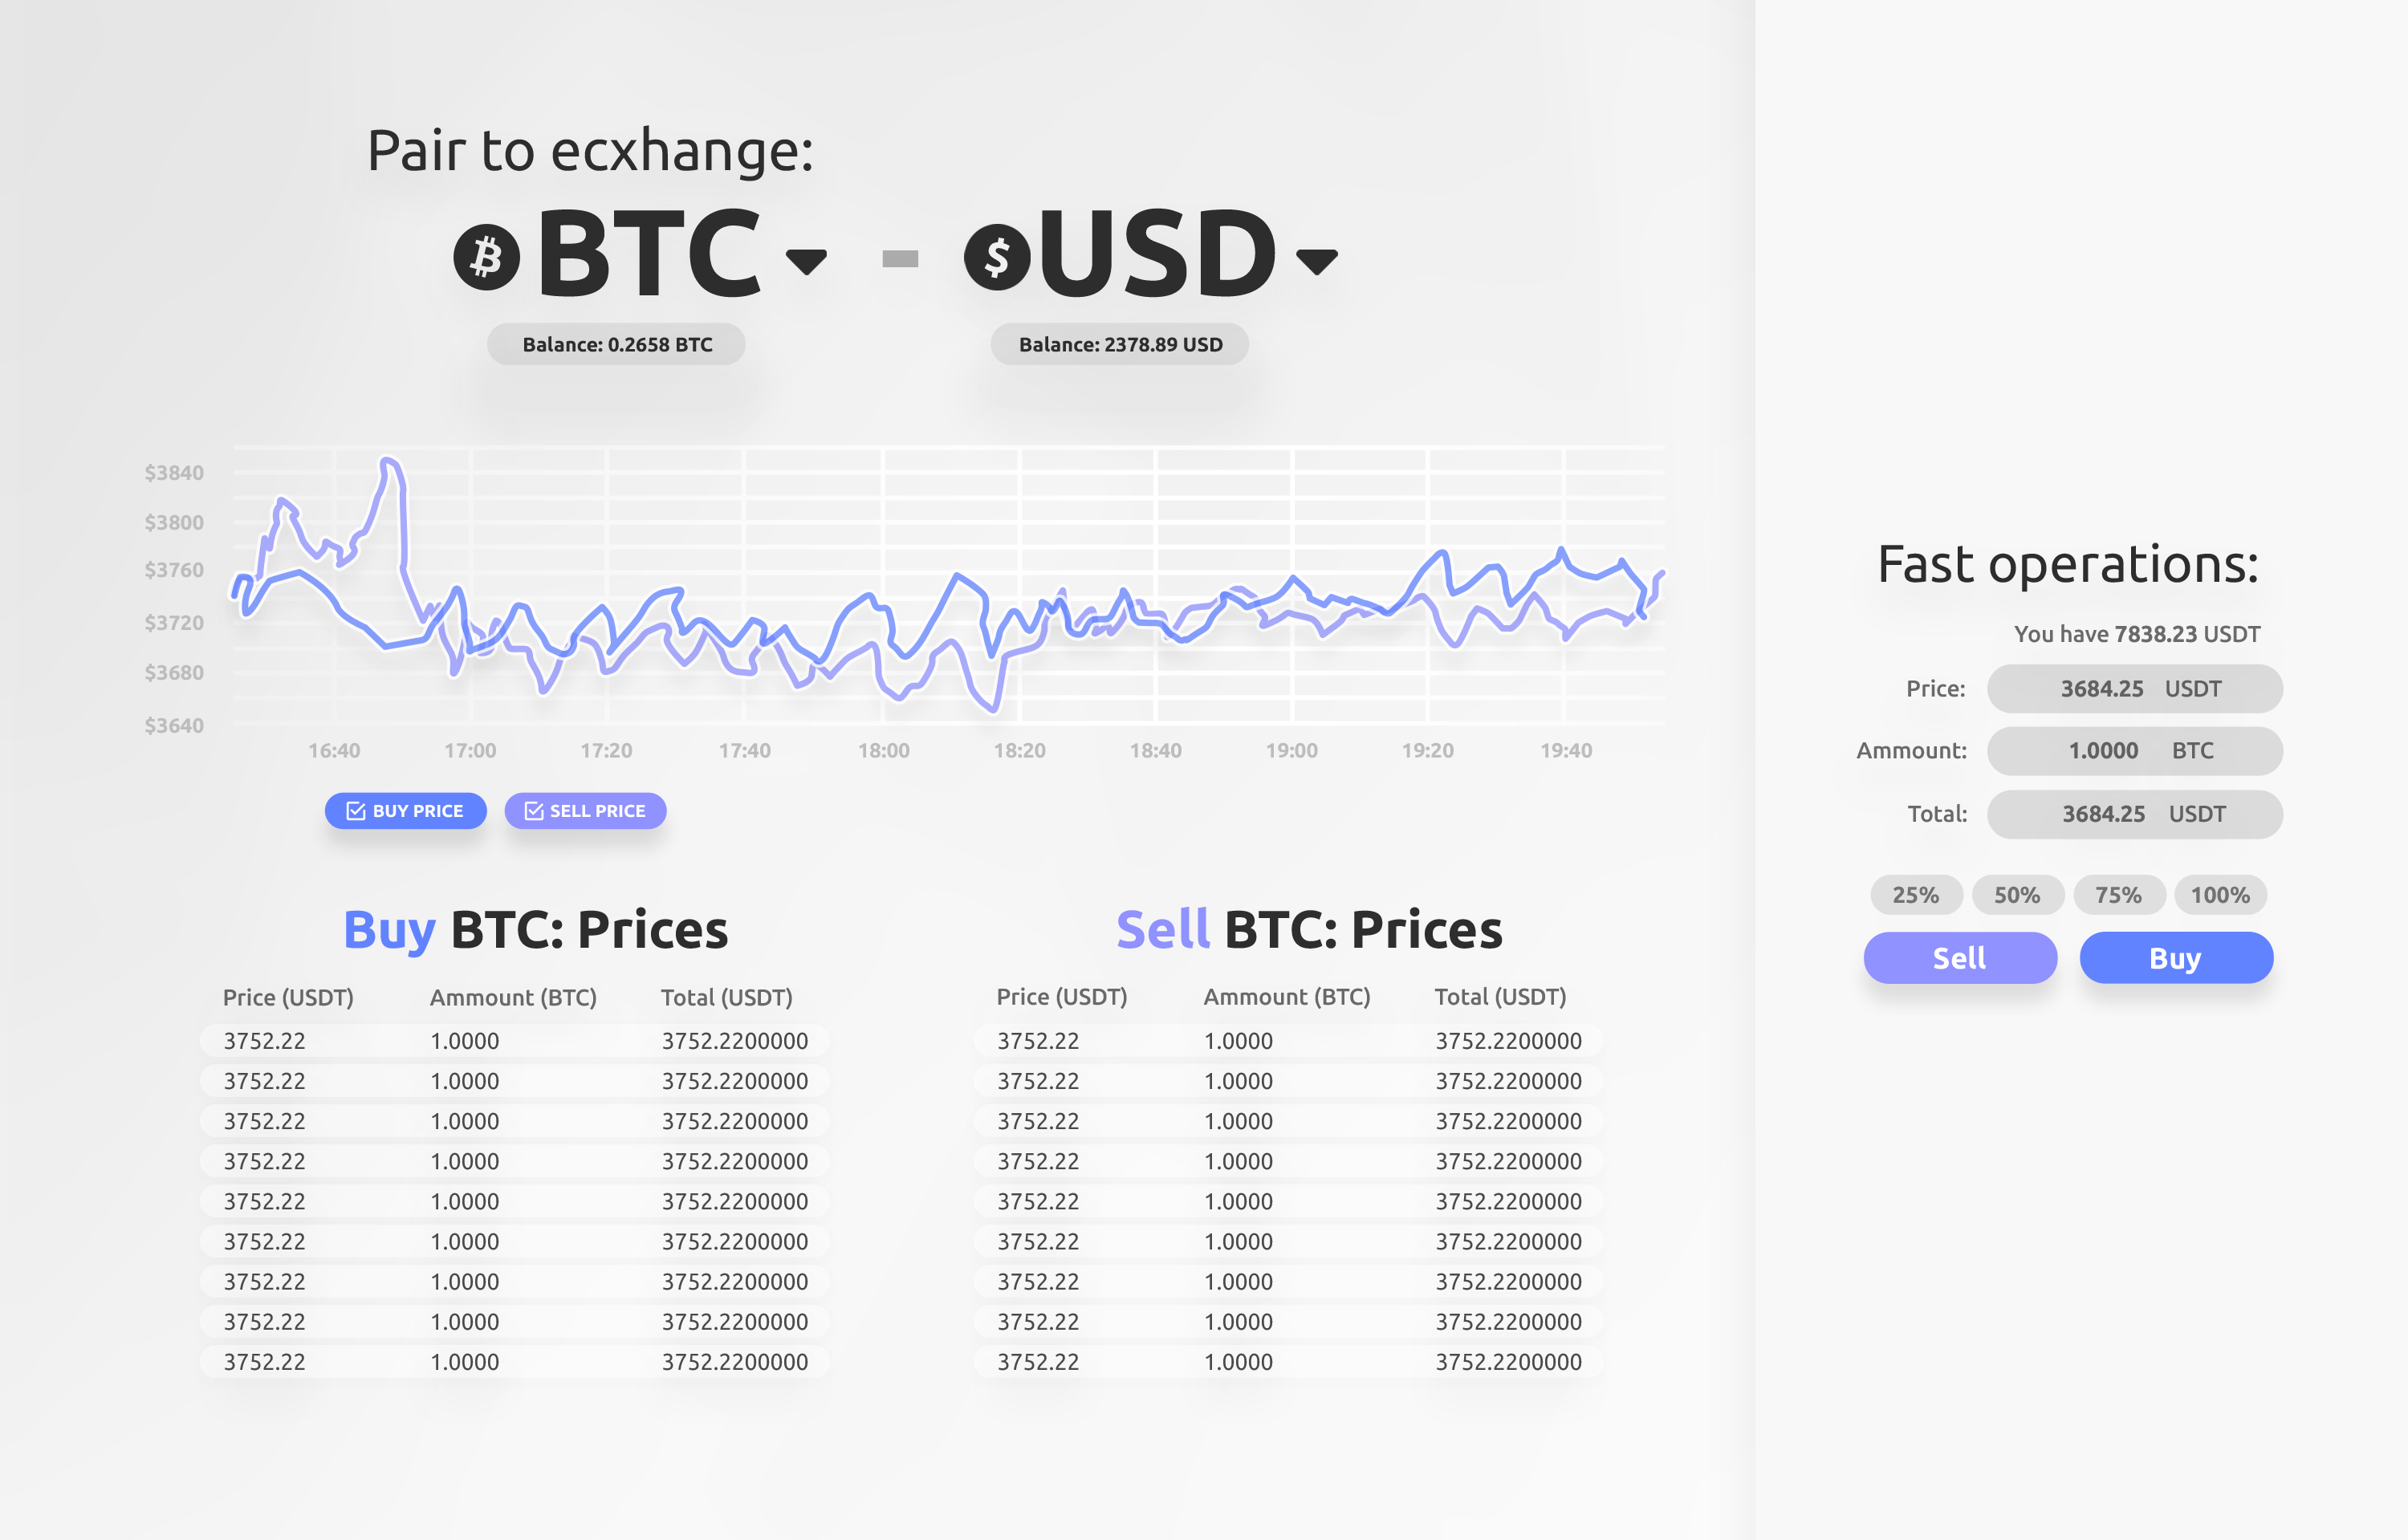 Pair to ecxhange:
BTC - USD
Balance: 0.2658 BTC
Balance: 2378.89 USD
$3840
$3800
$3760
$3720
$3680
$3640
16:40 17:00 17:20 17:40 18:00 18:20 18:40 19:00 19:20 19:40
BUY PRICE
SELL PRICE
Buy BTC: Prices
Price (USDT) Ammount (BTC) Total (USDT)
3752.22 1.0000 3752.2200000
3752.22 1.0000 3752.2200000
3752.22 1.0000 3752.2200000
3752.22 1.0000 3752.2200000
3752.22 1.0000 3752.2200000
3752.22 1.0000 3752.2200000
3752.22 1.0000 3752.2200000
3752.22 1.0000 3752.2200000
3752.22 1.0000 3752.2200000
Sell BTC: Prices
Price (USDT) Ammount (BTC) Total (USDT)
3752.22 1.0000 3752.2200000
3752.22 1.0000 3752.2200000
3752.22 1.0000 3752.2200000
3752.22 1.0000 3752.2200000
3752.22 1.0000 3752.2200000
3752.22 1.0000 3752.2200000
3752.22 1.0000 3752.2200000
3752.22 1.0000 3752.2200000
3752.22 1.0000 3752.2200000
Fast operations:
You have 7838.23 USDT
Price: 3684.25 USDT
Ammount: 1.0000 BTC
Total: 3684.25 USDT
25% 50% 75% 100%
Sell Buy